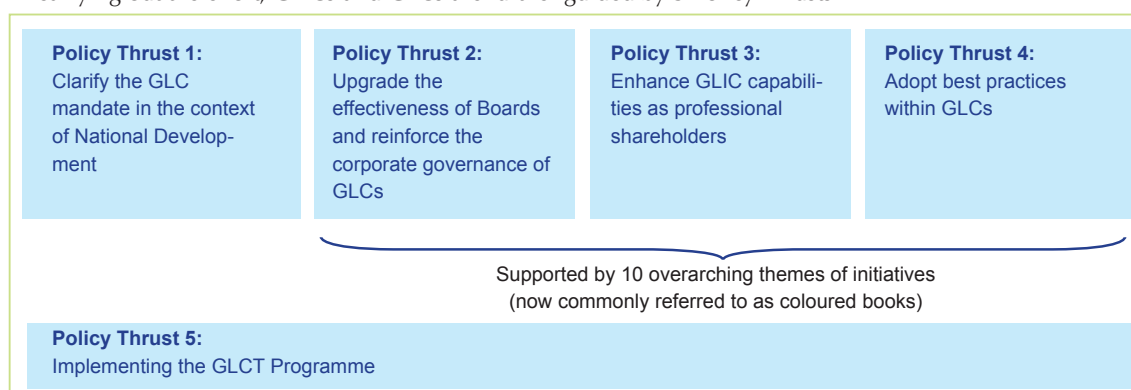 Policy Thrust 1:
Clarify the GLC
mandate in the context
of National Develop-
ment
Policy Thrust 2:
Upgrade the
effectiveness of Boards
and reinforce the
corporate governance of
GLCs
Policy Thrust 3:
Enhance GLIC capabili-
ties as professional
shareholders
Policy Thrust 4:
Adopt best practices
within GLCs
Supported by 10 overarching themes of initiatives
(now commonly referred to as coloured books)
Policy Thrust 5:
Implementing the GLCT Programme